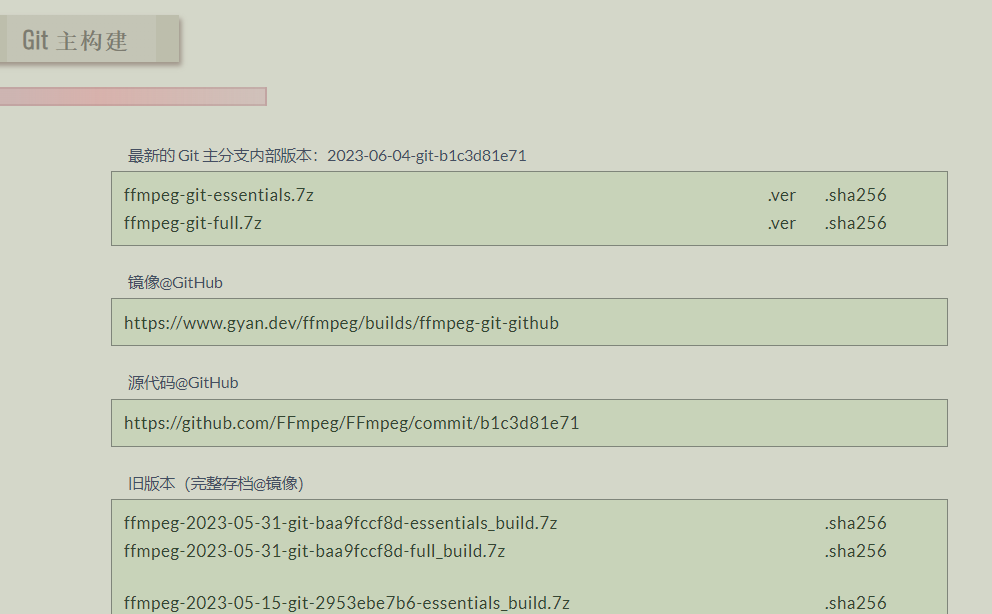 Git 主构建
最新的 Git 主分支内部版本：2023-06-04-git-b1c3d81e71
ffmpeg-git-essentials.7z .ver .sha256
ffmpeg-git-full.7z .ver .sha256
镜像@GitHub
https://www.gyan.dev/ffmpeg/builds/ffmpeg-git-github
源代码@GitHub
https://github.com/FFmpeg/FFmpeg/commit/b1c3d81e71
旧版本（完整存档@镜像）
ffmpeg-2023-05-31-git-baa9fccf8d-essentials_build.7z .sha256
ffmpeg-2023-05-31-git-baa9fccf8d-full_build.7z .sha256
ffmpeg-2023-05-15-git-2953ebe7b6-essentials_build.7z .sha256